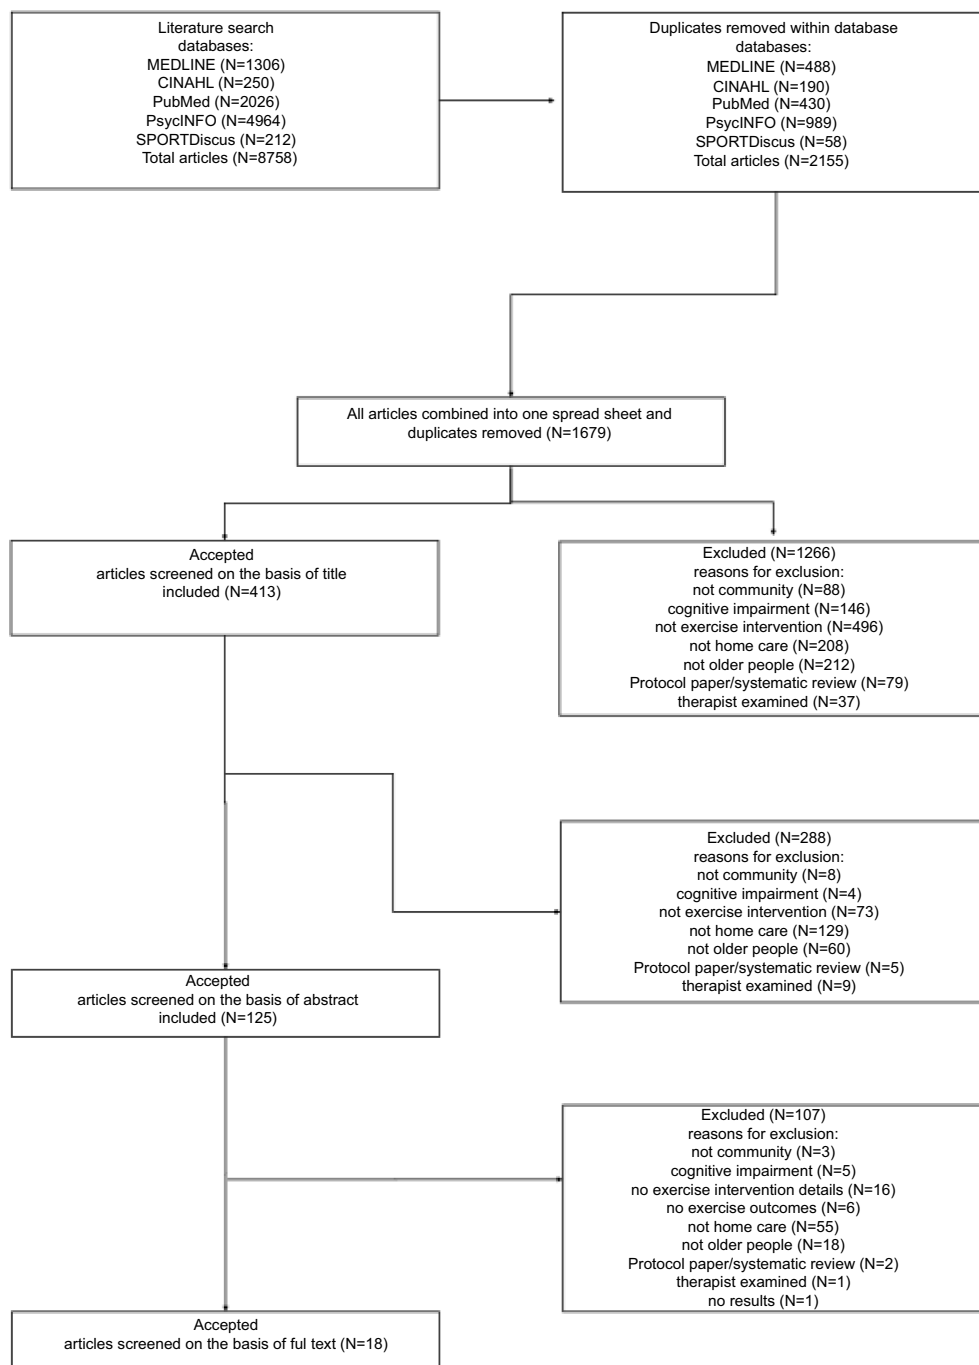 Literature search
databases:
MEDLINE (N=1306)
CINAHL (N=250)
PubMed (N=2026)
PsycINFO (N=4964)
SPORTDiscus (N=212)
Total articles (N=8758)
Duplicates removed within database
databases:
MEDLINE (N=488)
CINAHL (N=190)
PubMed (N=430)
PsycINFO (N=989)
SPORTDiscus (N=58)
Total articles (N=2155)
All articles combined into one spread sheet and
duplicates removed (N=1679)
Accepted
articles screened on the basis of title
included (N=413)
Excluded (N=1266)
reasons for exclusion:
not community (N=88)
cognitive impairment (N=146)
not exercise intervention (N=496)
not home care (N=208)
not older people (N=212)
Protocol paper/systematic review (N=79)
therapist examined (N=37)
Excluded (N=288)
reasons for exclusion:
not community (N=8)
cognitive impairment (N=4)
not exercise intervention (N=73)
not home care (N=129)
not older people (N=60)
Protocol paper/systematic review (N=5)
therapist examined (N=9)
Accepted
articles screened on the basis of abstract
included (N=125)
Excluded (N=107)
reasons for exclusion:
not community (N=3)
cognitive impairment (N=5)
no exercise intervention details (N=16)
no exercise outcomes (N=6)
not home care (N=55)
not older people (N=18)
Protocol paper/systematic review (N=2)
therapist examined (N=1)
no results (N=1)
Accepted
articles screened on the basis of ful text (N=18)